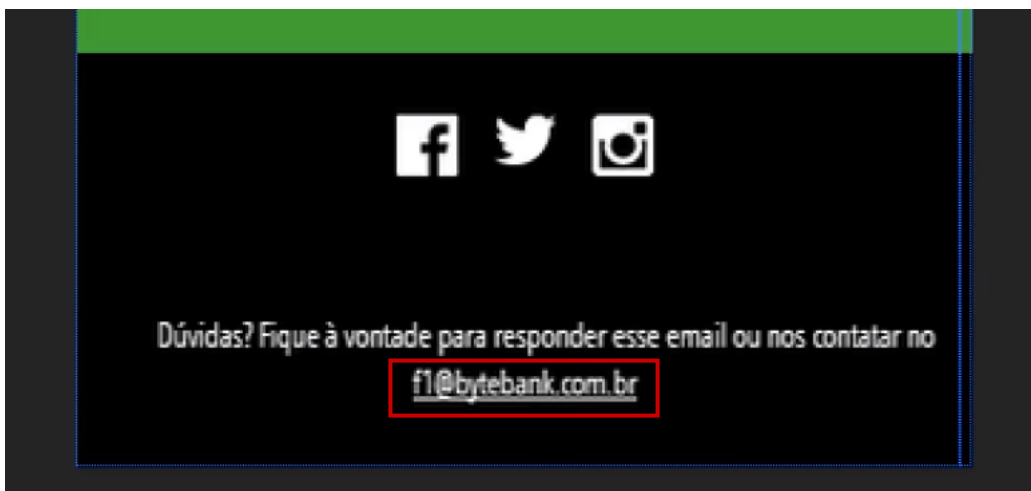 Dúvidas? Fique à vontade para responder esse email ou nos contatar no
f1@bytebank.com.br